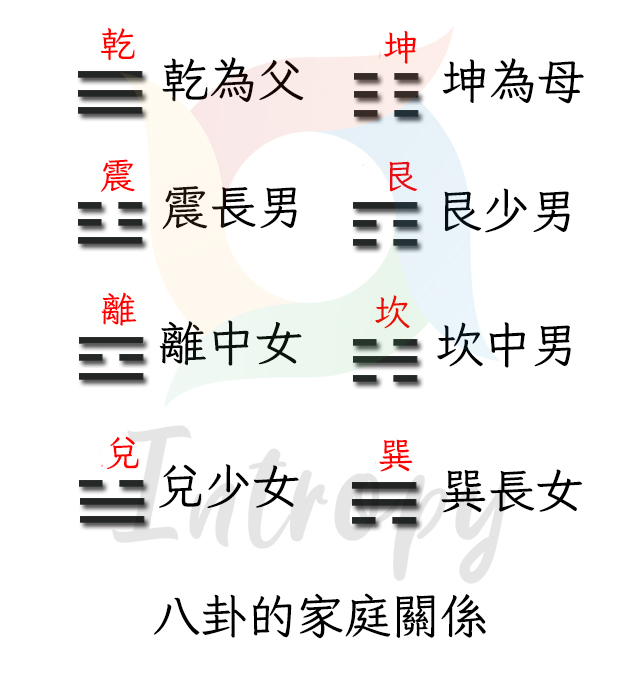 乾 坤
乾為父 坤為母
震 艮
震長男 艮少男
離 坎
離中女 坎中男
兌 巽
兌少女 巽長女
Intropy
八卦的家庭關係